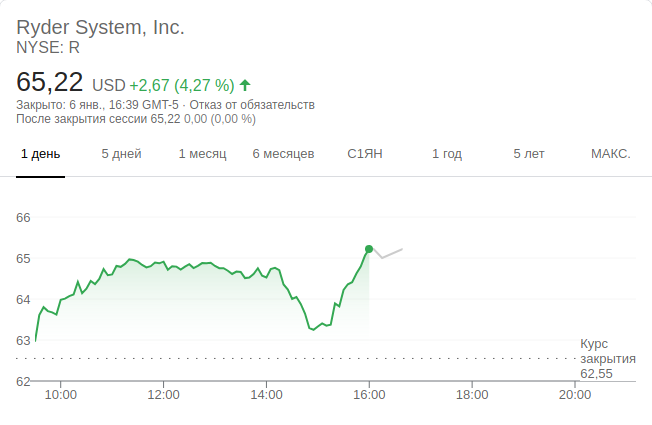 Ryder System, Inc.
NYSE: R
65,22 USD +2,67 (4,27 %)
Закрыто: 6 янв., 16:39 GMT-5 · Отказ от обязательств
После закрытия сессии 65,22 0,00 (0,00 %)
1 день 5 дней 1 месяц 6 месяцев С1ЯН 1 год 5 лет МАКС.
66
65
64
63
Курс
закрытия
62,55
62
10:00 12:00 14:00 16:00 18:00 20:00